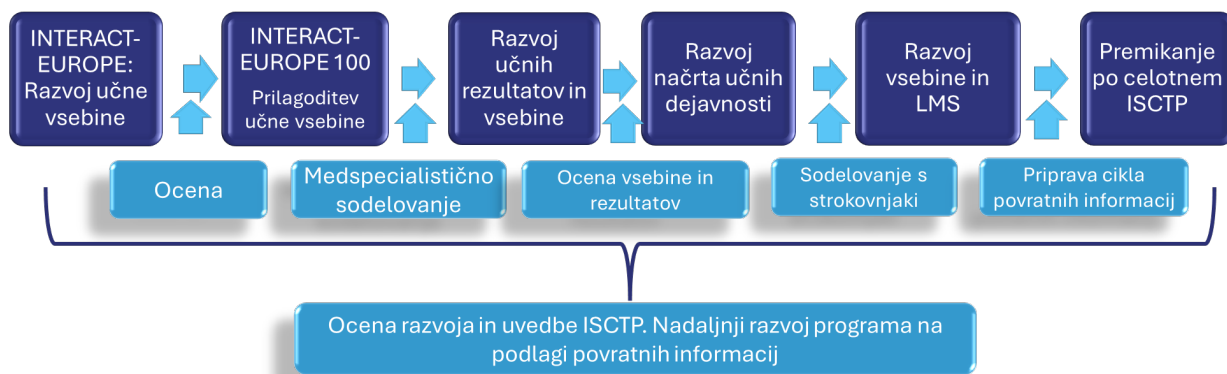 INTERACT-
EUROPE:
Razvoj učne
vsebine
INTERACT-
EUROPE 100
Prilagoditev
učne vsebine
Razvoj
učnih
rezultatov in
vsebine
Razvoj
načrta učnih
dejavnosti
Razvoj
vsebine in
LMS
Premikanje
po celotnem
ISCTP
Ocena
Medspecialistično
sodelovanje
Ocena vsebine in
rezultatov
Sodelovanje s
strokovnjaki
Priprava cikla
povratnih informacij
Ocena razvoja in uvedbe ISCTP. Nadaljnji razvoj programa na
podlagi povratnih informacij